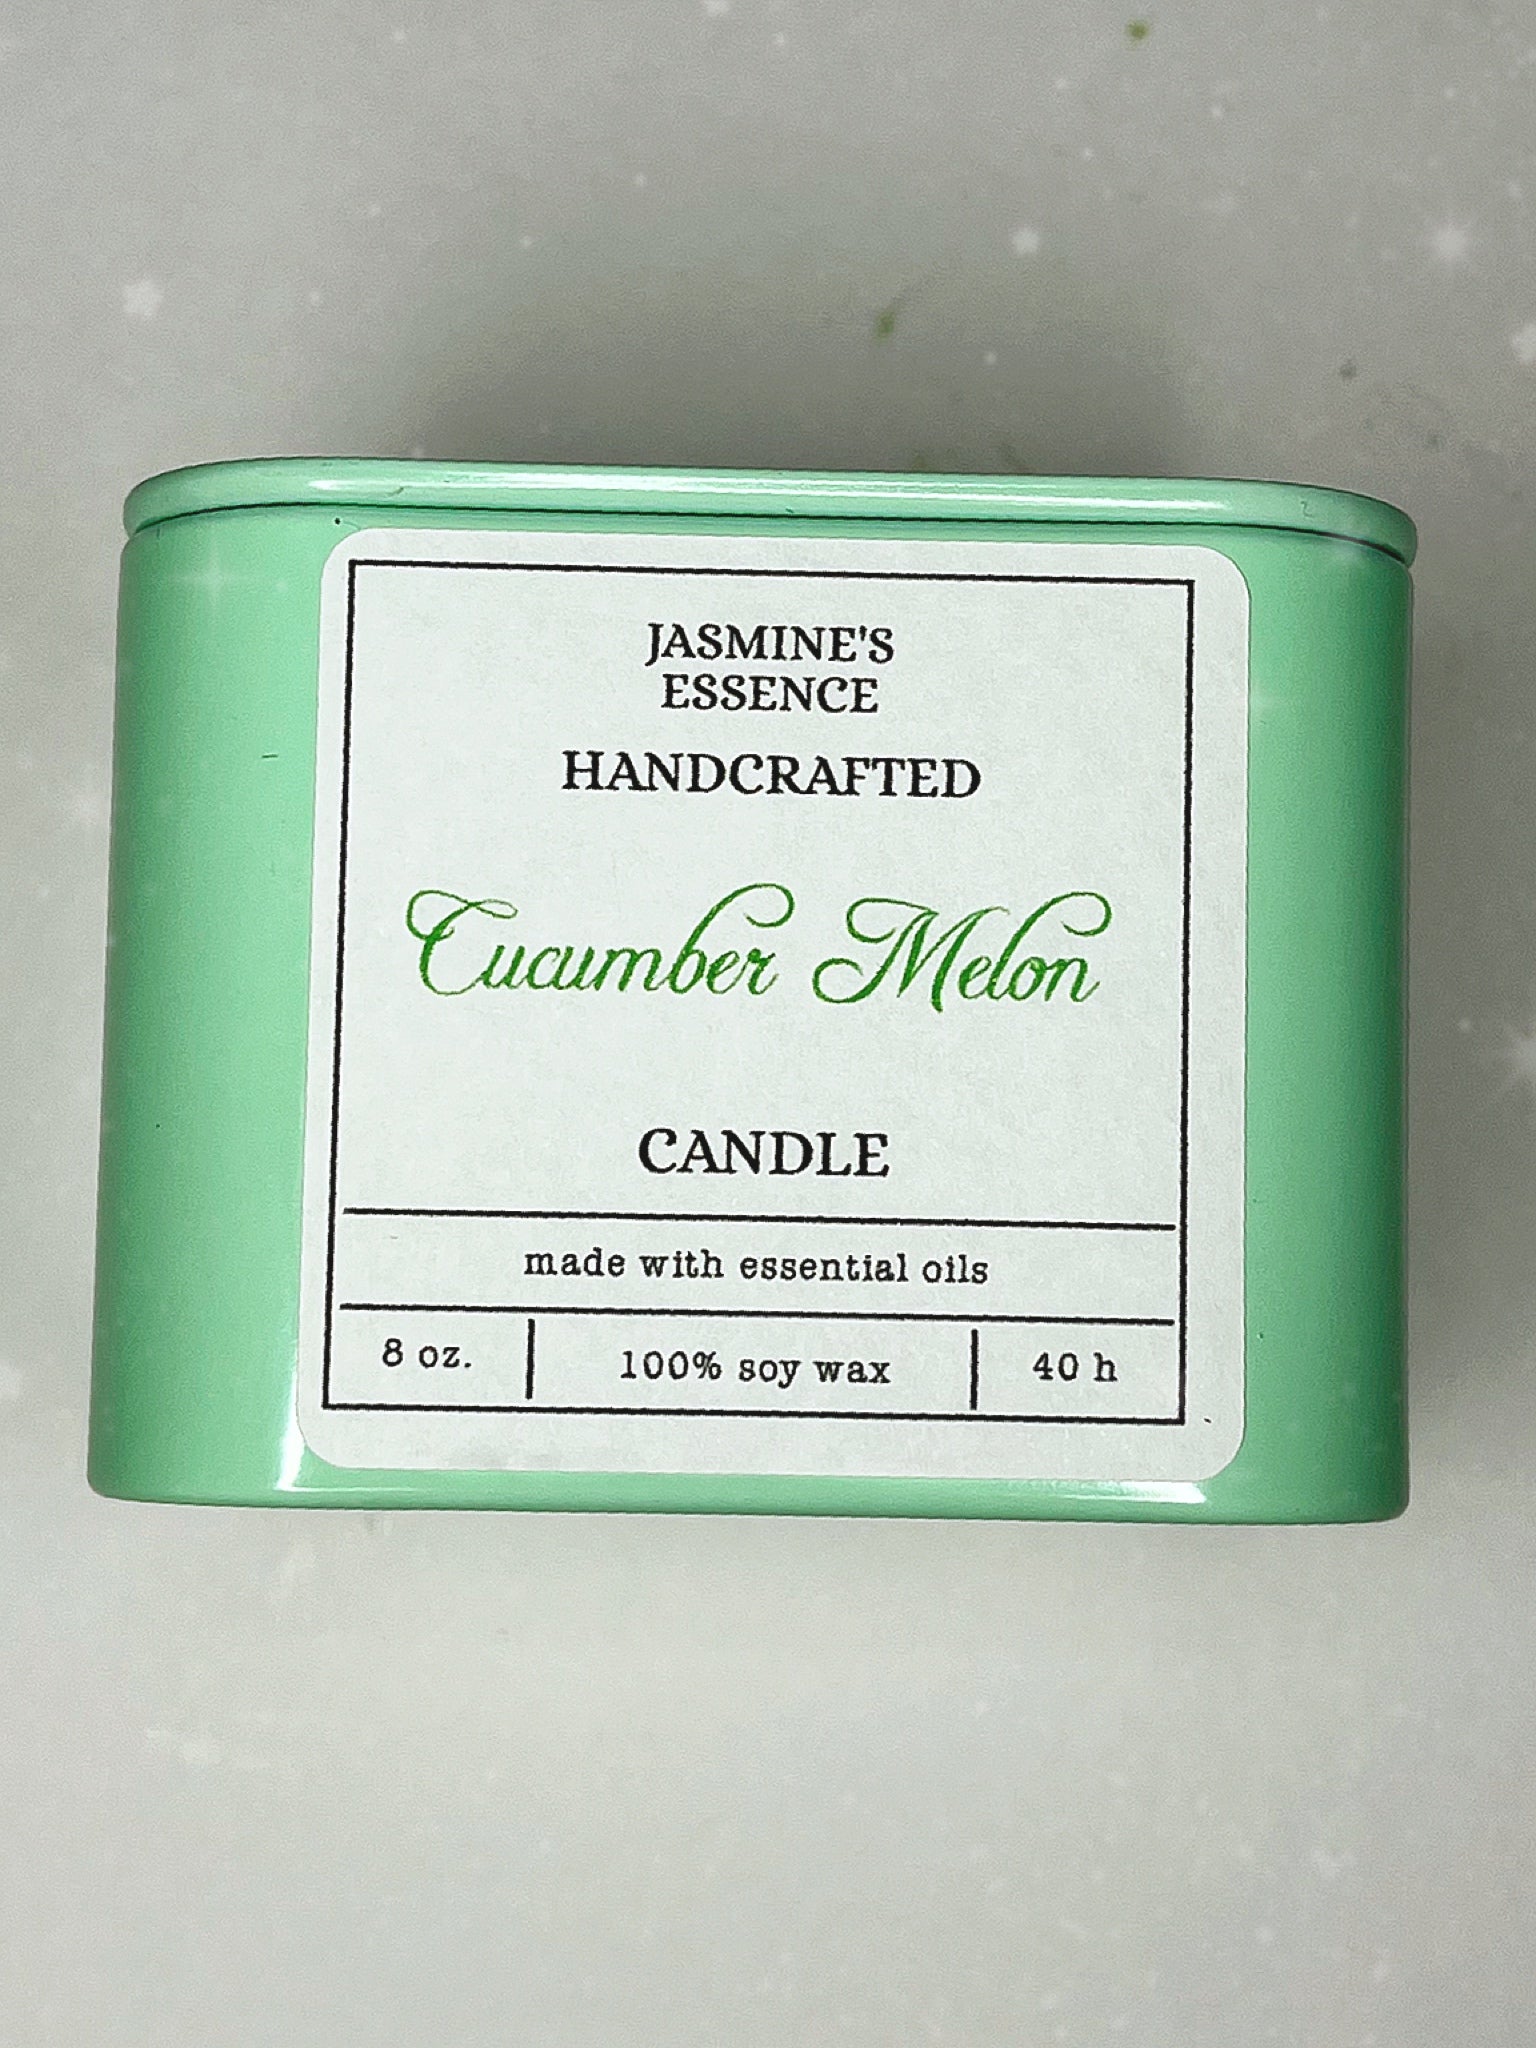 JASMINE'S
ESSENCE
HANDCRAFTED
Cucumber Melon
CANDLE
made with essential oils
8 oz. 100% soy wax 40 h